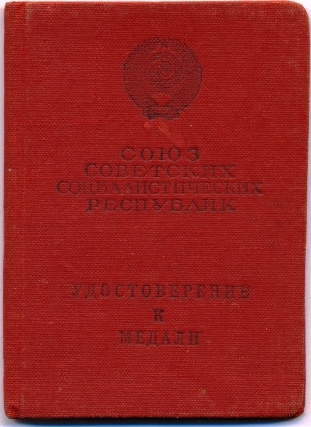 СОЮЗ
СОВЕТСКИХ
СОЦИАЛИСТИЧЕСКИХ
РЕСПУБЛИК
УДОСТОВЕРЕНИЕ
К
МЕДАЛИ